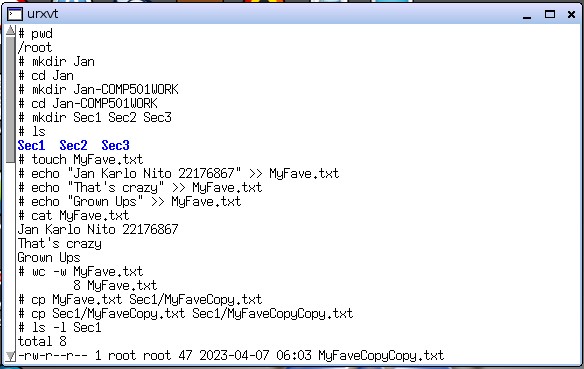 urxvt
# pwd
/root
# mkdir Jan
# cd Jan
# mkdir Jan-COMP501WORK
# cd Jan-COMP501WORK
# mkdir Sec1 Sec2 Sec3
# ls
Sec1  Sec2  Sec3
# touch MyFave.txt
# echo "Jan Karlo Nito 22176867" >> MyFave.txt
# echo "That's crazy" >> MyFave.txt
# echo "Grown Ups" >> MyFave.txt
# cat MyFave.txt
Jan Karlo Nito 22176867
That's crazy
Grown Ups
# wc -w MyFave.txt
        8 MyFave.txt
# cp MyFave.txt Sec1/MyFaveCopy.txt
# cp Sec1/MyFaveCopy.txt Sec1/MyFaveCopyCopy.txt
# ls -l Sec1
total 8
-rw-r--r-- 1 root root 47 2023-04-07 06:03 MyFaveCopyCopy.txt